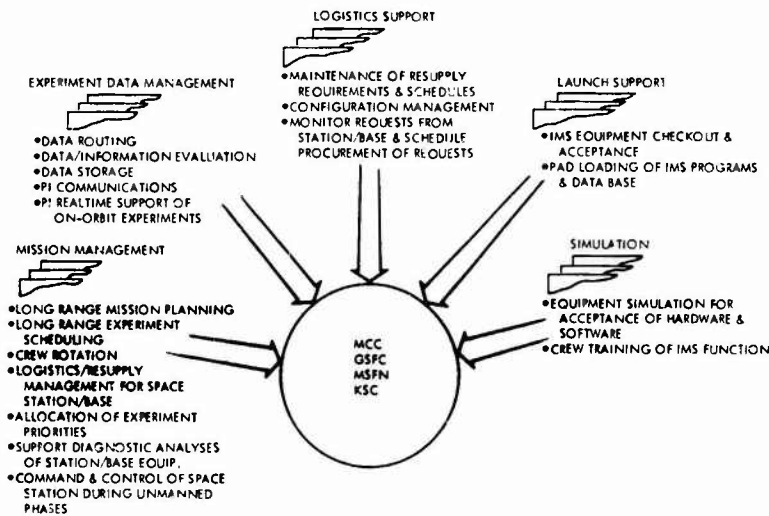 LOGISTICS SUPPORT
•MAINTENANCE OF RESUPPLY
REQUIREMENTS & SCHEDULES
•CONFIGURATION MANAGEMENT
•MONITOR REQUESTS FROM
STATION/BASE & SCHEDULE
PROCUREMENT OF REQUESTS
EXPERIMENT DATA MANAGEMENT
•DATA ROUTING
•DATA/INFORMATION EVALUATION
•DATA STORAGE
•PI COMMUNICATIONS
•PI REALTIME SUPPORT OF
ON-ORBIT EXPERIMENTS
LAUNCH SUPPORT
•IMS EQUIPMENT CHECKOUT &
ACCEPTANCE
•PAD LOADING OF IMS PROGRAMS
& DATA BASE
MISSION MANAGEMENT
•LONG RANGE MISSION PLANNING
•LONG RANGE EXPERIMENT
SCHEDULING
•CREW ROTATION
•LOGISTICS/RESUPPLY
MANAGEMENT FOR SPACE
STATION/BASE
•ALLOCATION OF EXPERIMENT
PRIORITIES
•SUPPORT DIAGNOSTIC ANALYSES
OF STATION/BASE EQUIP.
•COMMAND & CONTROL OF SPACE
STATION DURING UNMANNED
PHASES
SIMULATION
•EQUIPMENT SIMULATION FOR
ACCEPTANCE OF HARDWARE &
SOFTWARE
•CREW TRAINING OF IMS FUNCTION
MCC
GSFC
MSFN
KSC